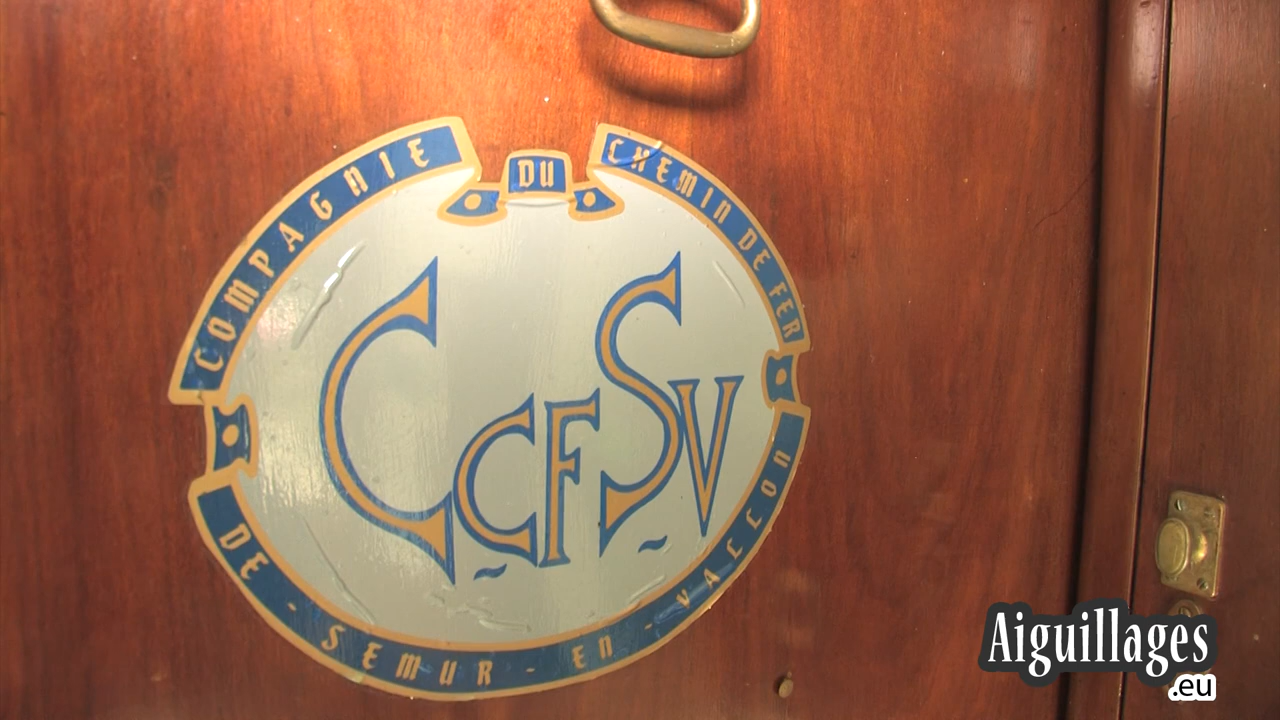 COMPAGNIE DU CHEMIN DE FER
CCFSV
DE - SEMUR - EN - VALLON
Aiguillages
.eu